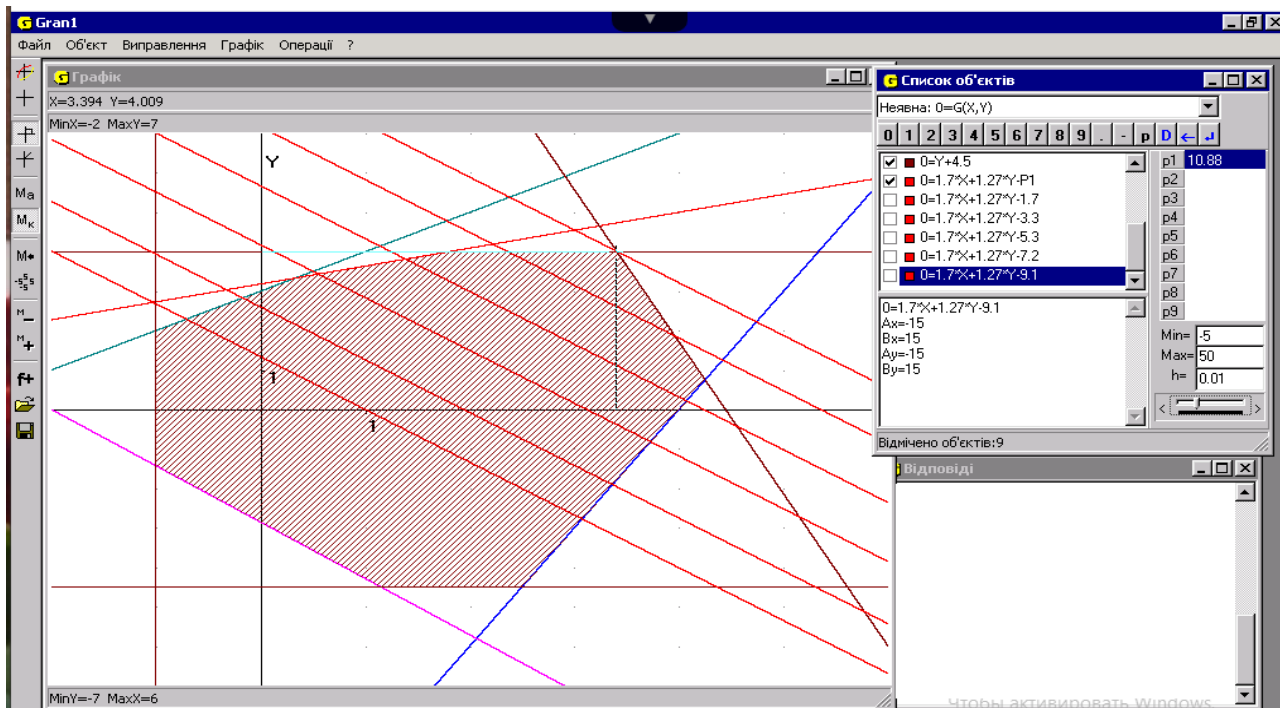 Gran1
Файл Об'єкт Виправлення Графік Операції ?
Графік
X=3.394 Y=4.009
MinX=-2 MaxY=7
Y
1
1
MinY=-7 MaxX=6
Ma
Mк
M+
M
M
f+
Список об'єктів
Неявна: 0=G(X,Y)
0 1 2 3 4 5 6 7 8 9 . - p D ← ↲
0=Y+4.5
0=1.7*X+1.27*Y-P1
0=1.7*X+1.27*Y-1.7
0=1.7*X+1.27*Y-3.3
0=1.7*X+1.27*Y-5.3
0=1.7*X+1.27*Y-7.2
0=1.7*X+1.27*Y-9.1
p1 10.88
p2
p3
p4
p5
p6
p7
p8
p9
0=1.7*X+1.27*Y-9.1
Ax=-15
Bx=15
Ay=-15
By=15
Min= -5
Max= 50
h= 0.01
Відмічено об'єктів:9
Відповіді
Чтобы активировать Windows